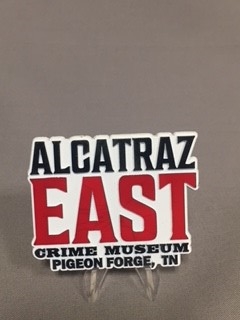 ALCATRAZ
EAST
CRIME MUSEUM
PIGEON FORGE, TN